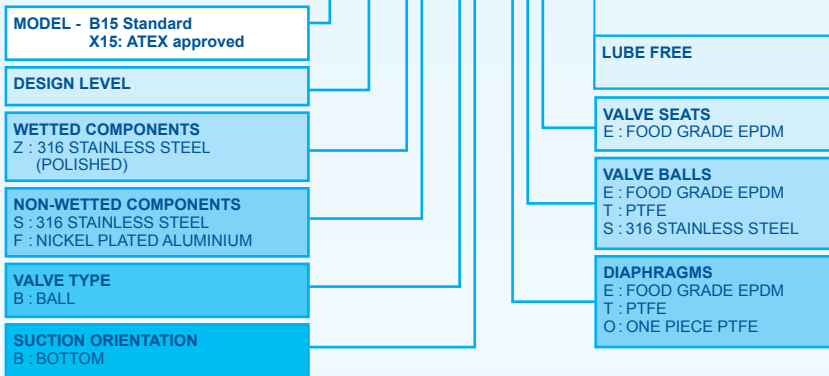 MODEL - B15 Standard
X15: ATEX approved
DESIGN LEVEL
WETTED COMPONENTS
Z : 316 STAINLESS STEEL
(POLISHED)
NON-WETTED COMPONENTS
S : 316 STAINLESS STEEL
F : NICKEL PLATED ALUMINIUM
VALVE TYPE
B : BALL
SUCTION ORIENTATION
B : BOTTOM
LUBE FREE
VALVE SEATS
E : FOOD GRADE EPDM
VALVE BALLS
E : FOOD GRADE EPDM
T : PTFE
S : 316 STAINLESS STEEL
DIAPHRAGMS
E : FOOD GRADE EPDM
T : PTFE
O : ONE PIECE PTFE